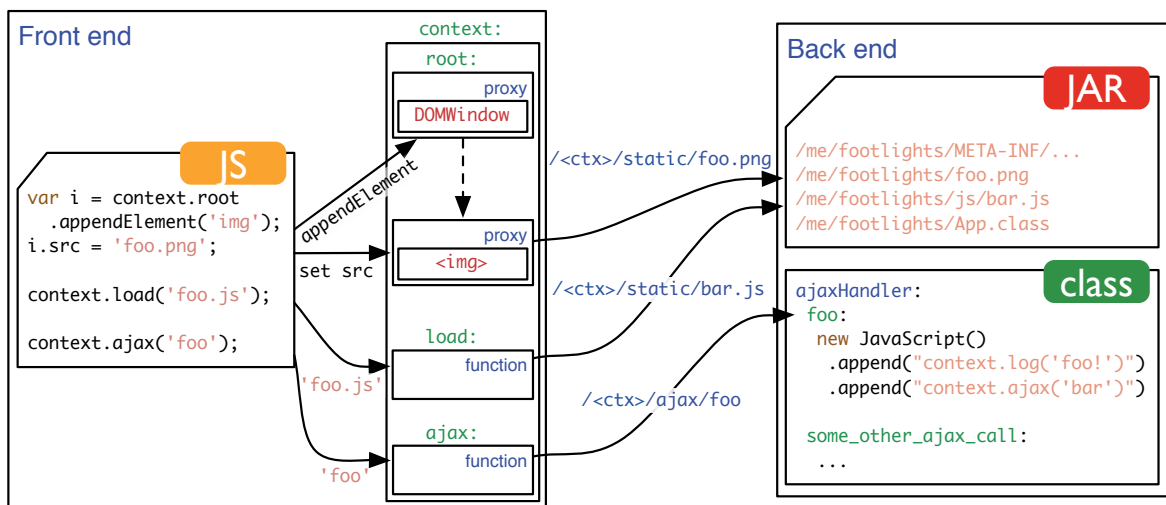 Front end
JS
var i = context.root
.appendElement('img');
i.src = 'foo.png';
context.load('foo.js');
context.ajax('foo');
appendElement
set src
'foo.js'
'foo'
context:
root:
proxy
DOMWindow
proxy
<img>
load:
function
ajax:
function
/<ctx>/static/foo.png
/<ctx>/static/bar.js
/<ctx>/ajax/foo
Back end
JAR
/me/footlights/META-INF/...
/me/footlights/foo.png
/me/footlights/js/bar.js
/me/footlights/App.class
class
ajaxHandler:
foo:
new JavaScript()
.append("context.log('foo!')")
.append("context.ajax('bar')")
some_other_ajax_call:
...